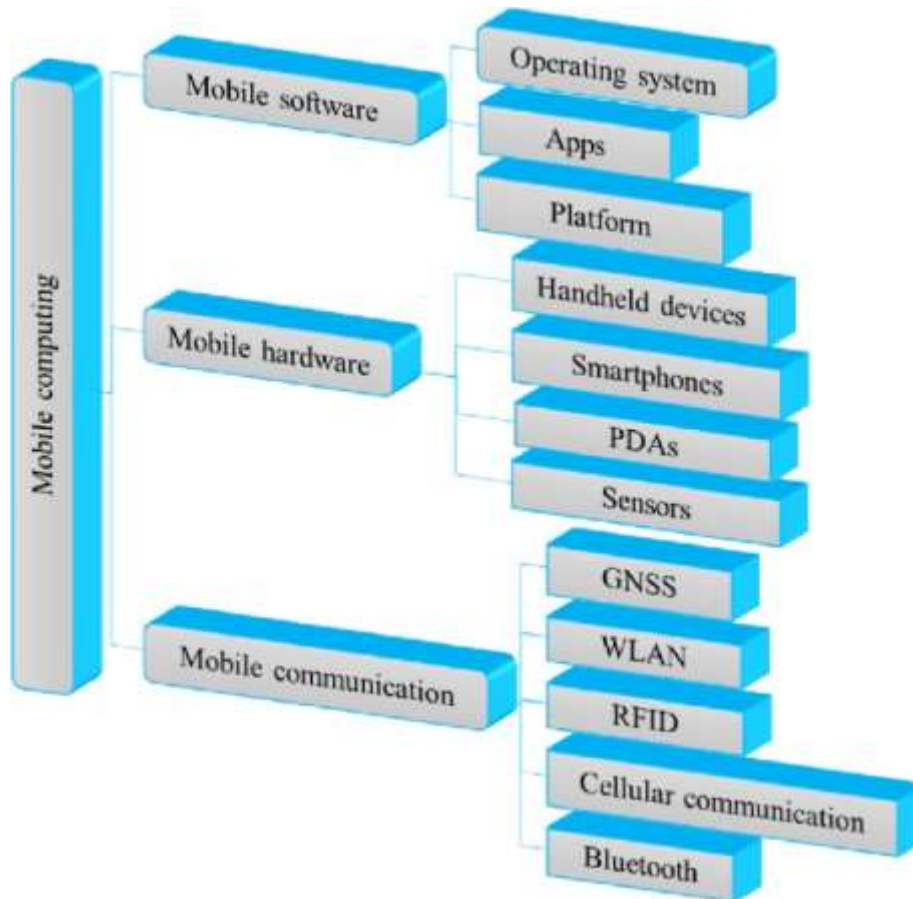 Mobile computing
Mobile software
Operating system
Apps
Platform
Mobile hardware
Handheld devices
Smartphones
PDAs
Sensors
Mobile communication
GNSS
WLAN
RFID
Cellular communication
Bluetooth